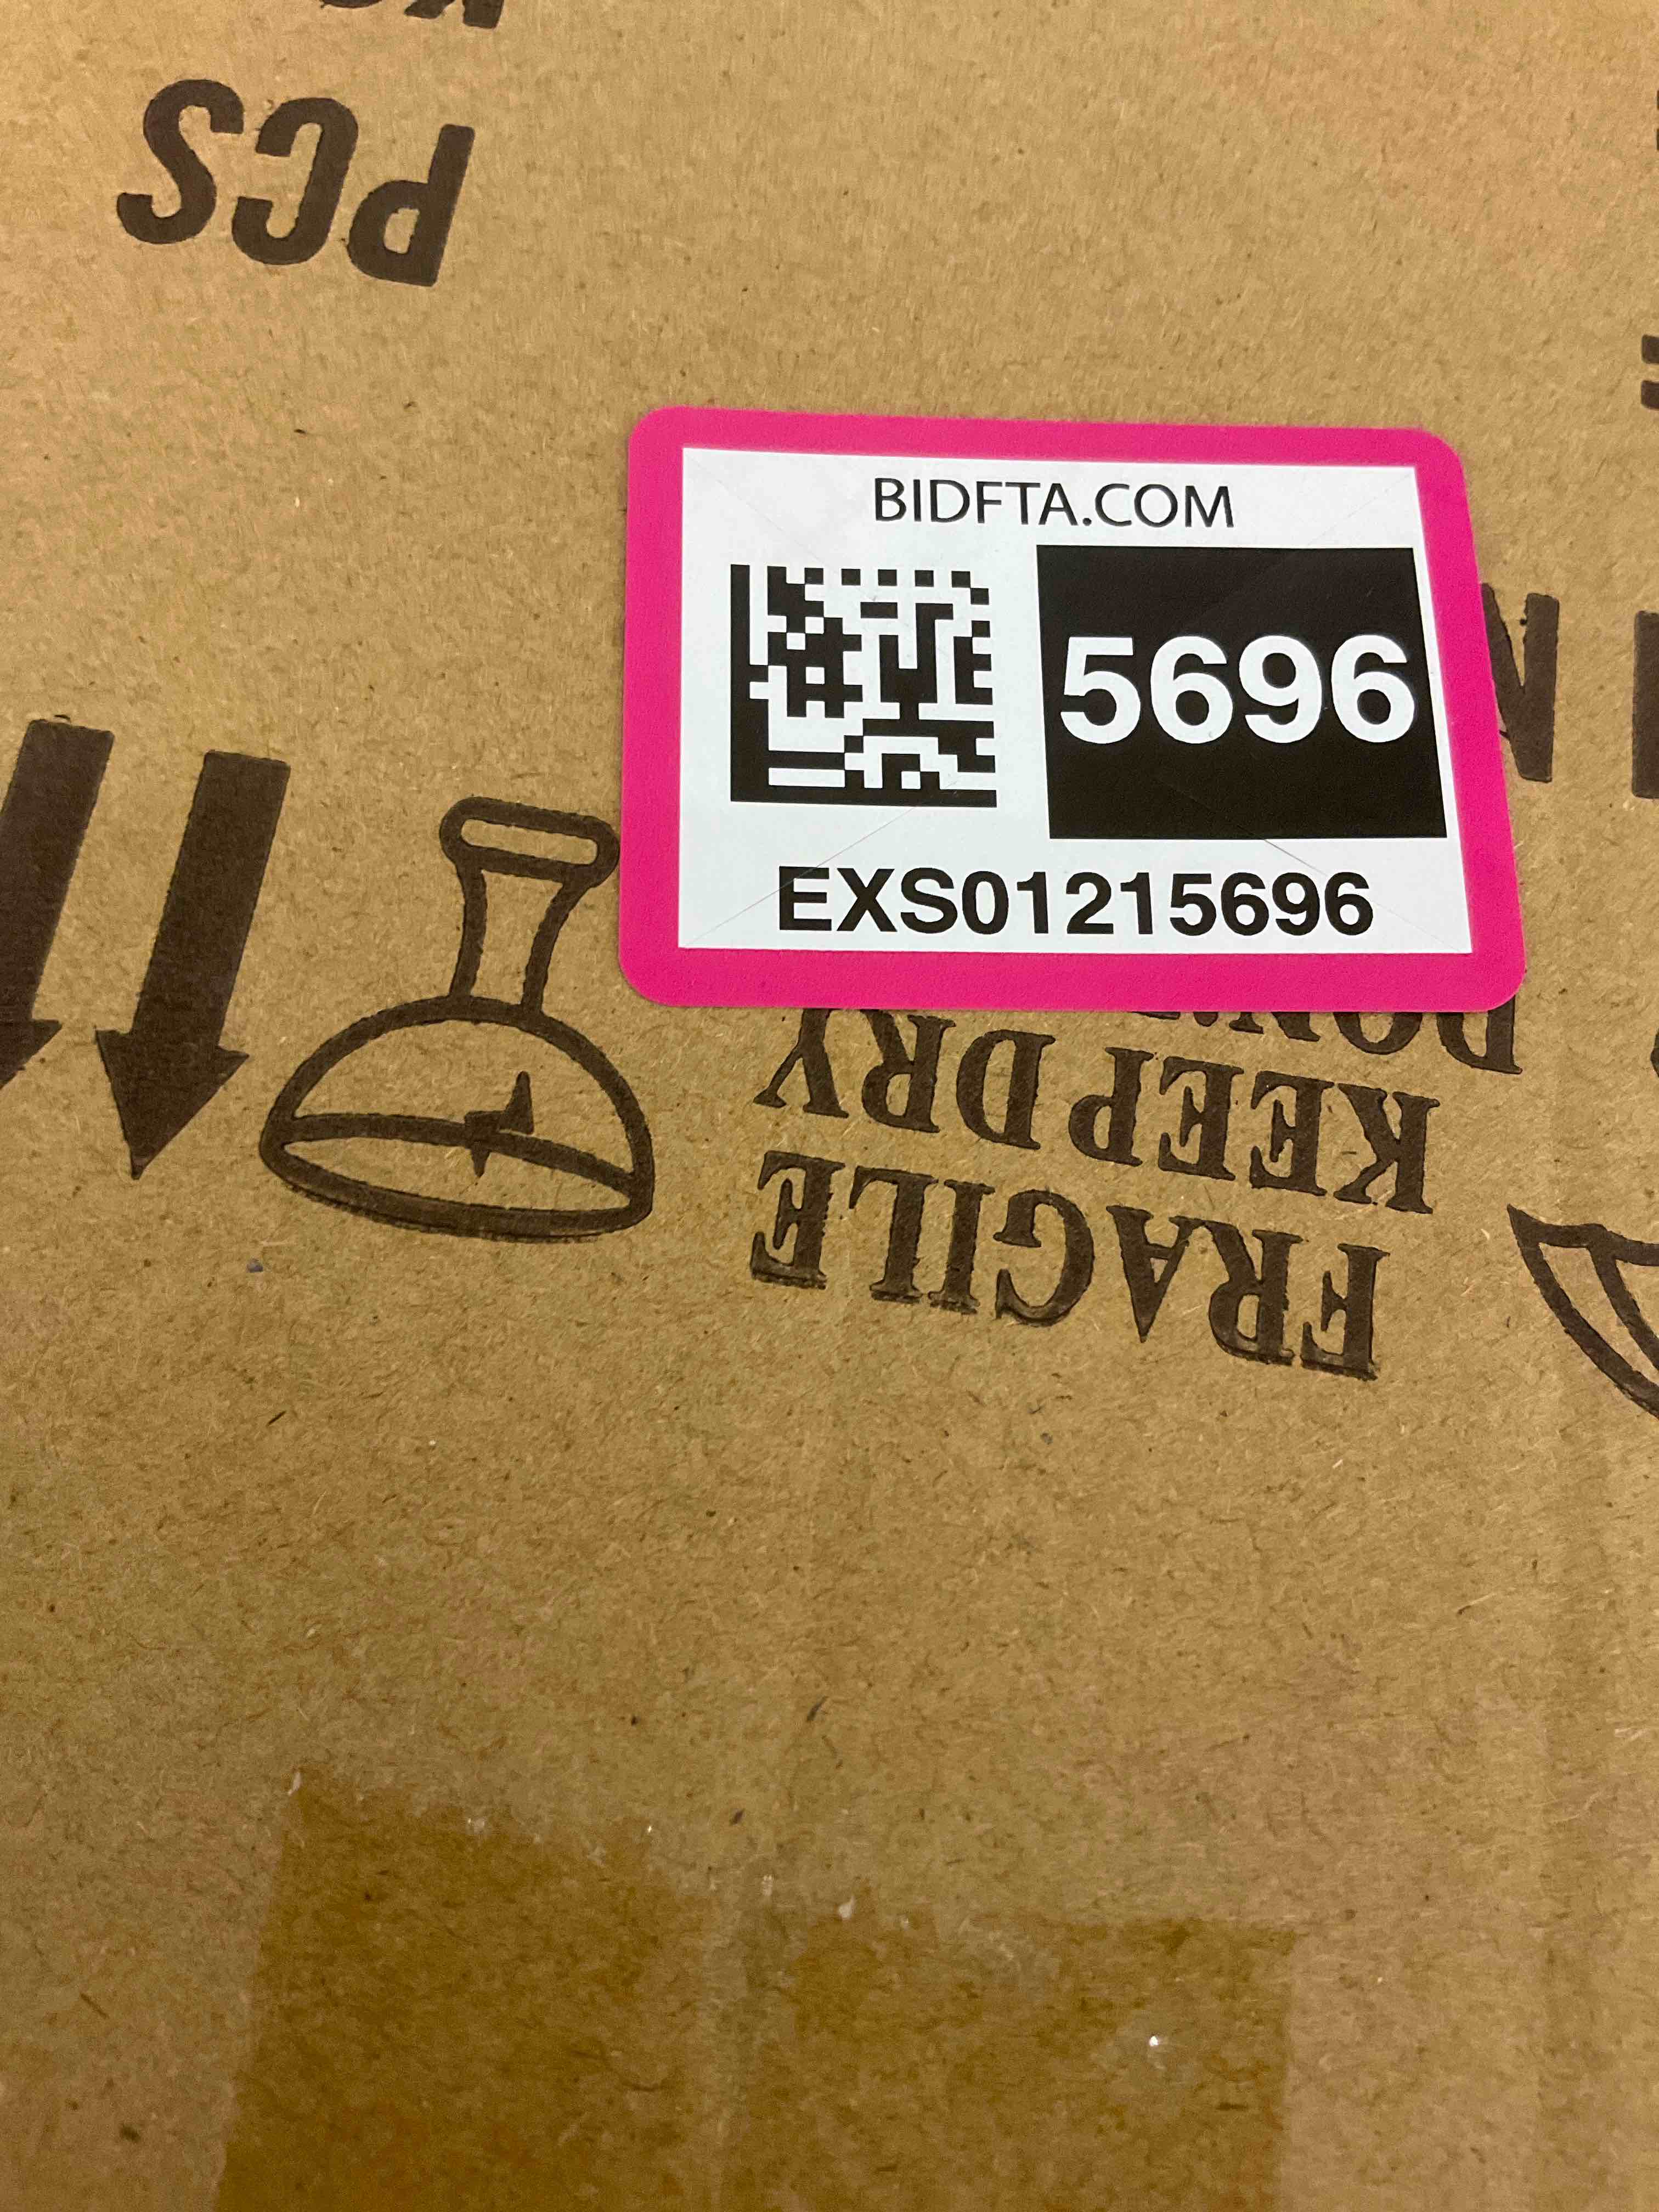 PCS
BIDFTA.COM
5696
EXS01215696
KEEP DRY
FRAGILE